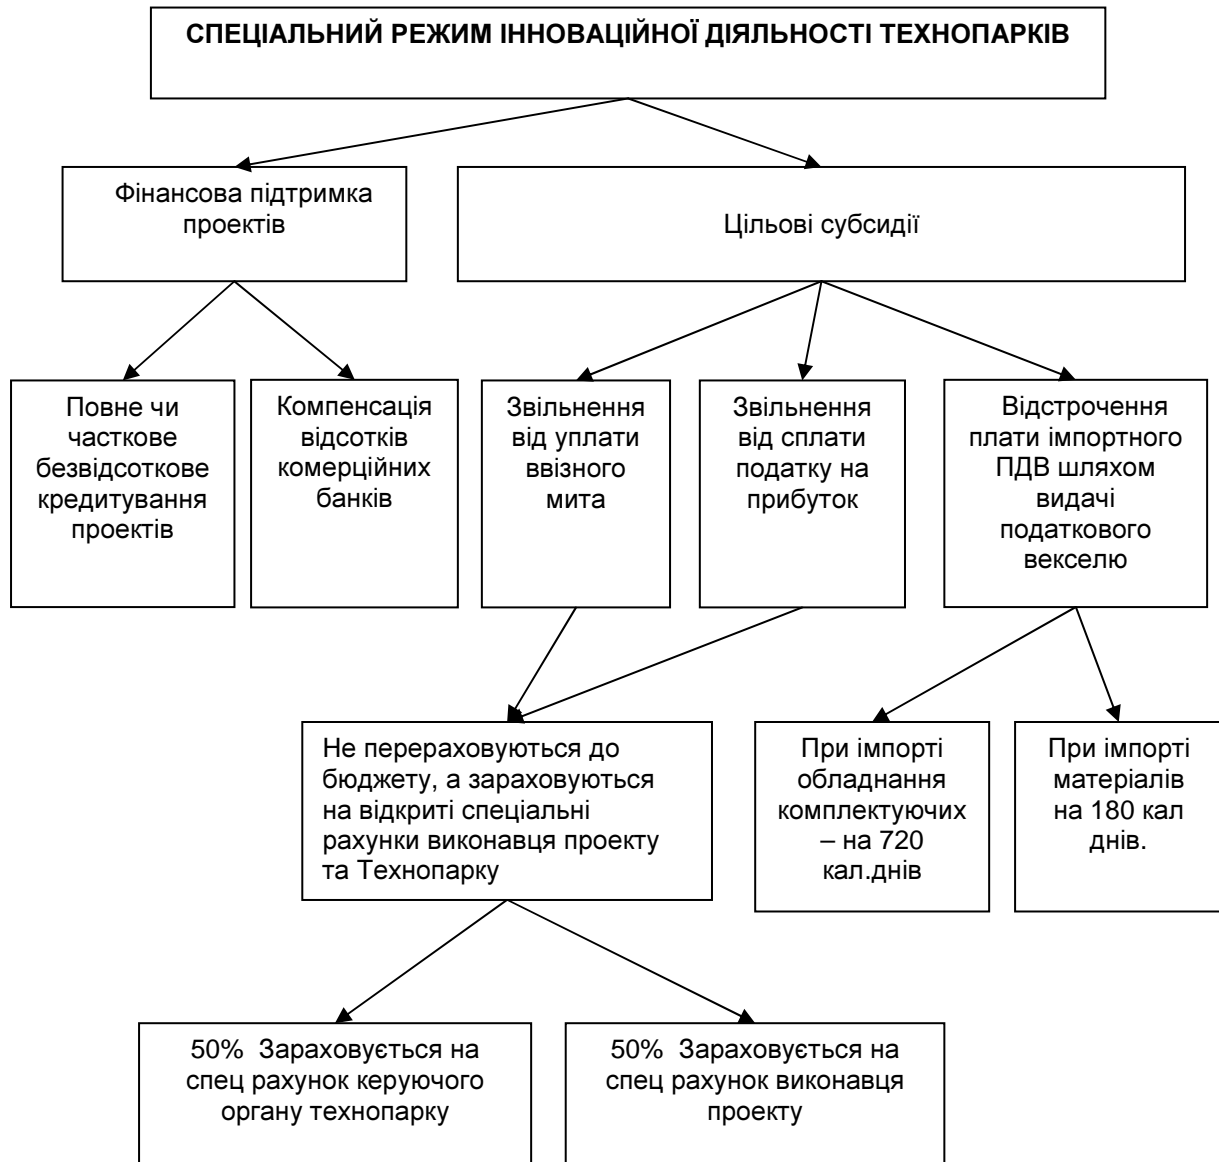 СПЕЦІАЛЬНИЙ РЕЖИМ ІННОВАЦІЙНОЇ ДІЯЛЬНОСТІ ТЕХНОПАРКІВ
Фінансова підтримка
проектів
Цільові субсидії
Повне чи
часткове
безвідсоткове
кредитування
проектів
Компенсація
відсотків
комерційних
банків
Звільнення
від уплати
ввізного
мита
Звільнення
від сплати
податку на
прибуток
Відстрочення
плати імпортного
ПДВ шляхом
видачі
податкового
векселю
Не перераховуються до
бюджету, а зараховуються
на відкриті спеціальні
рахунки виконавця проекту
та Технопарку
При імпорті
обладнання
комплектуючих
– на 720
кал.днів
При імпорті
матеріалів
на 180 кал
днів.
50% Зараховується на
спец рахунок керуючого
органу технопарку
50% Зараховується на
спец рахунок виконавця
проекту